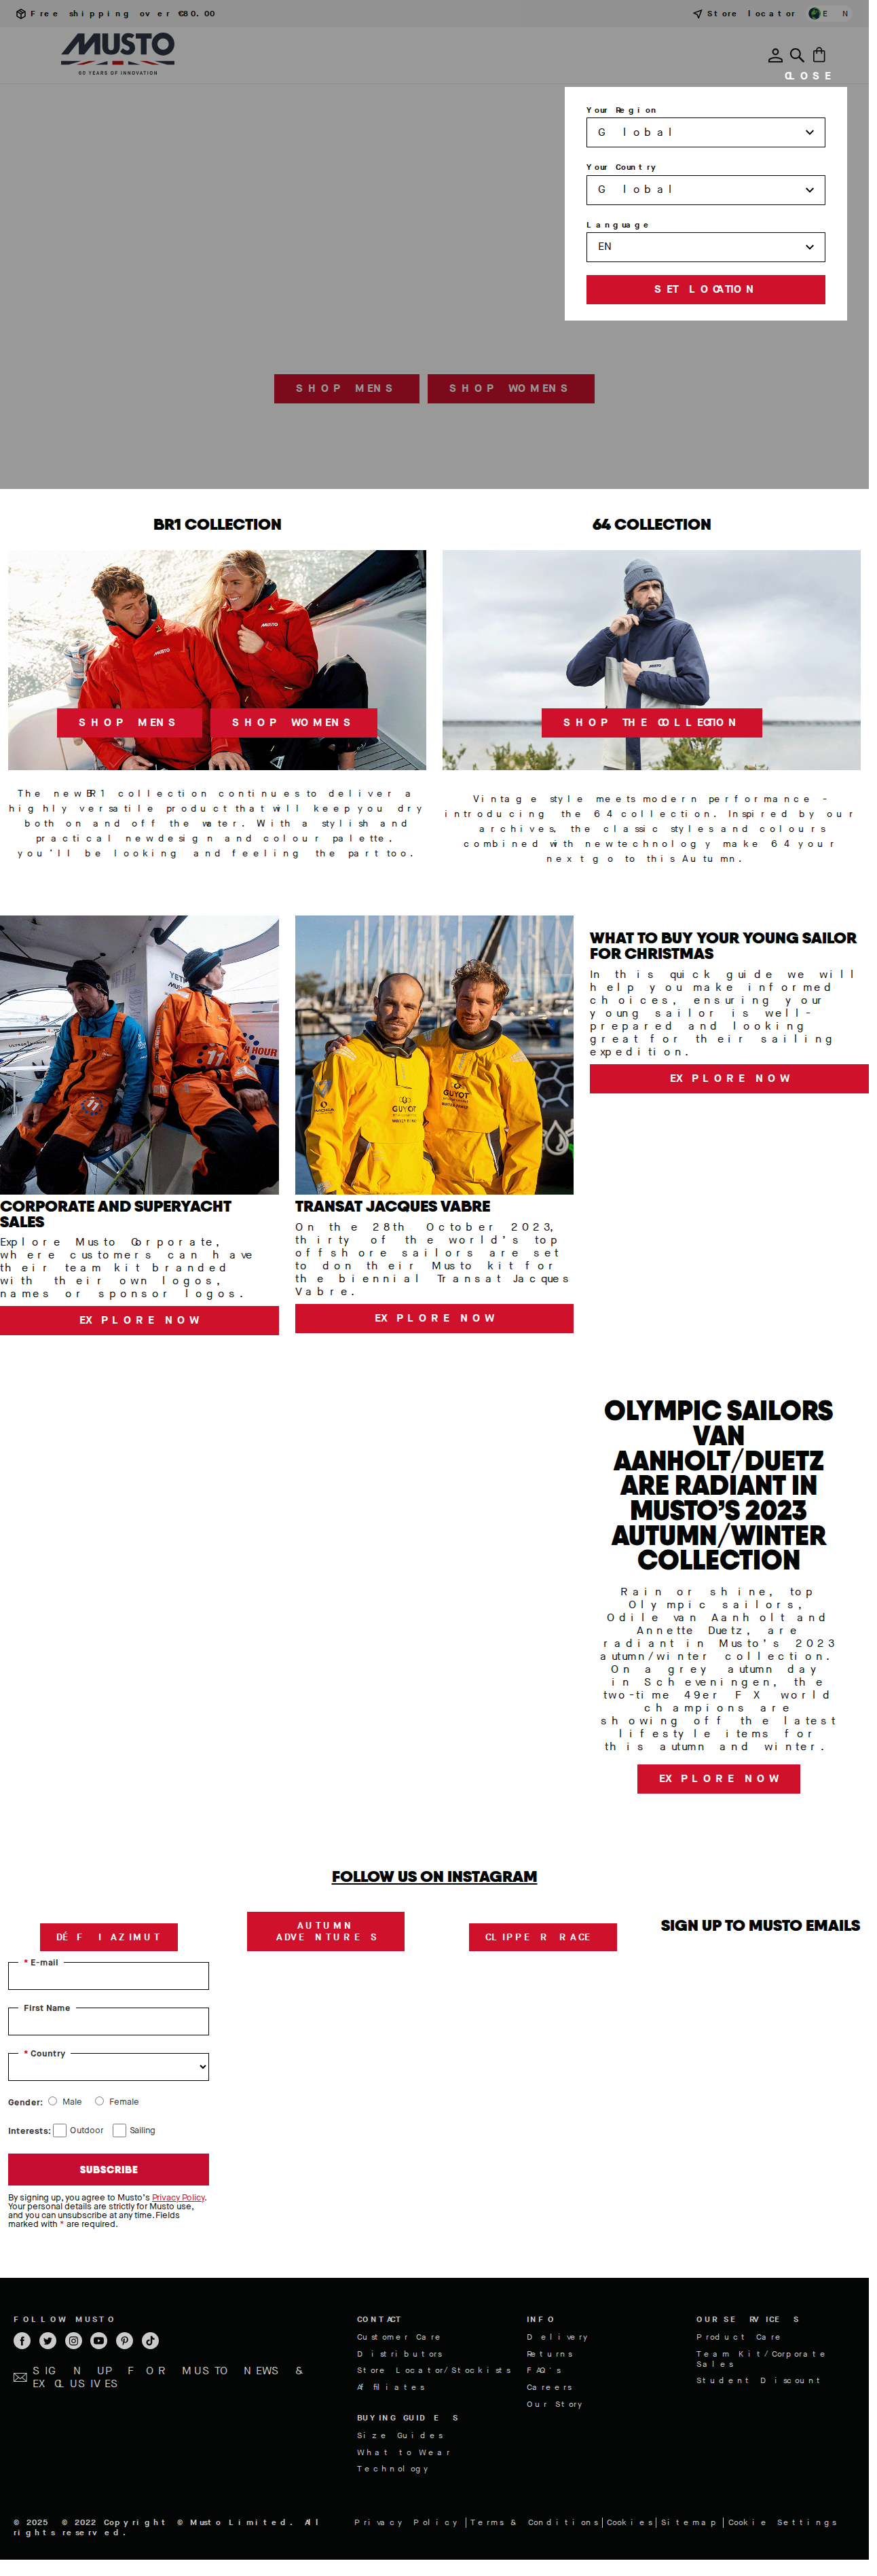 Free shipping over €80.00
Store locator
EN
MUSTO
60 YEARS OF INNOVATION
CLOSE
Your Region
Global
Your Country
Global
Language
EN
SET LOCATION
SHOP MENS
SHOP WOMENS
BR1 COLLECTION
64 COLLECTION
MUSTO
MUSTO
SHOP MENS
SHOP WOMENS
SHOP THE COLLECTION
The new BR1 collection continues to deliver a
highly versatile product that will keep you dry
both on and off the water. With a stylish and
practical new design and colour palette,
you'll be looking and feeling the part too.
Vintage style meets modern performance -
introducing the 64 collection. Inspired by our
archives, the classic styles and colours
combined with new technology make 64 your
next go to this Autumn.
11
11
HOUR
GUYOT
GUYOT
CORPORATE AND SUPERYACHT
SALES
Explore Musto Corporate,
where customers can have
their team kit branded
with their own logos,
names or sponsor logos.
EXPLORE NOW
TRANSAT JACQUES VABRE
On the 28th October 2023,
thirty of the world's top
offshore sailors are set
to don their Musto kit for
the biennial Transat Jacques
Vabre.
EXPLORE NOW
WHAT TO BUY YOUR YOUNG SAILOR
FOR CHRISTMAS
In this quick guide we will
help you make informed
choices, ensuring your
young sailor is well-
prepared and looking
great for their sailing
expedition.
EXPLORE NOW
OLYMPIC SAILORS
VAN
AANHOLT/DUETZ
ARE RADIANT IN
MUSTO’S 2023
AUTUMN/WINTER
COLLECTION
Rain or shine, top
Olympic sailors,
Odile van Aanholt and
Annette Duetz, are
radiant in Musto’s 2023
autumn/winter collection.
On a grey autumn day
in Scheveningen, the
two-time 49er FX world
champions are
showing off the latest
lifestyle items for
this autumn and winter.
EXPLORE NOW
FOLLOW US ON INSTAGRAM
DÉFI AZIMUT
AUTUMN
ADVENTURES
CLIPPER RACE
SIGN UP TO MUSTO EMAILS
* E-mail
First Name
* Country
Gender: Male Female
Interests: Outdoor Sailing
SUBSCRIBE
By signing up, you agree to Musto's Privacy Policy.
Your personal details are strictly for Musto use,
and you can unsubscribe at any time. Fields
marked with * are required.
FOLLOW MUSTO
SIGN UP FOR MUSTO NEWS &
EXCLUSIVES
CONTACT
Customer Care
Distributors
Store Locator/Stockists
Affiliates
BUYING GUIDES
Size Guides
What to Wear
Technology
INFO
Delivery
Returns
FAQ's
Careers
Our Story
OUR SERVICES
Product Care
Team Kit/Corporate
Sales
Student Discount
© 2025 © 2022 Copyright © Musto Limited. All
rights reserved.
Privacy Policy | Terms & Conditions | Cookies | Sitemap | Cookie Settings